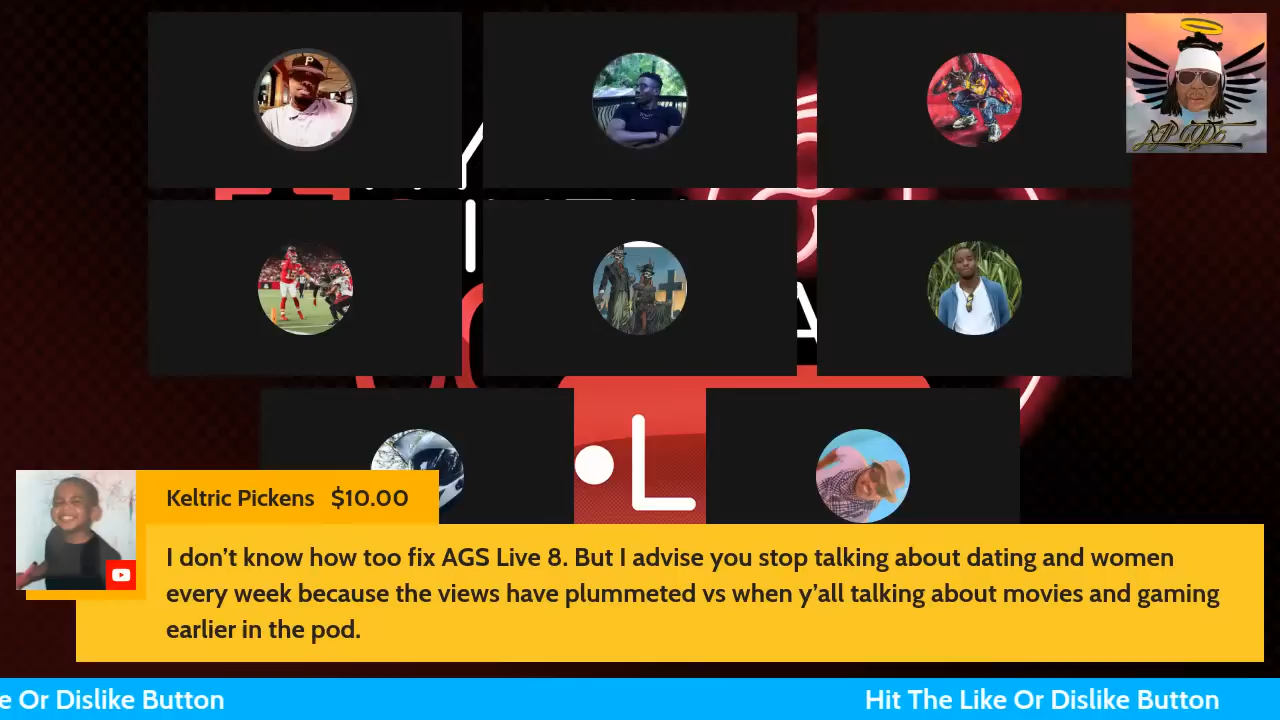 P
RAP GODS
L
Keltric Pickens $10.00
I don’t know how too fix AGS Live 8. But I advise you stop talking about dating and women
every week because the views have plummeted vs when y’all talking about movies and gaming
earlier in the pod.
e Or Dislike Button
Hit The Like Or Dislike Button